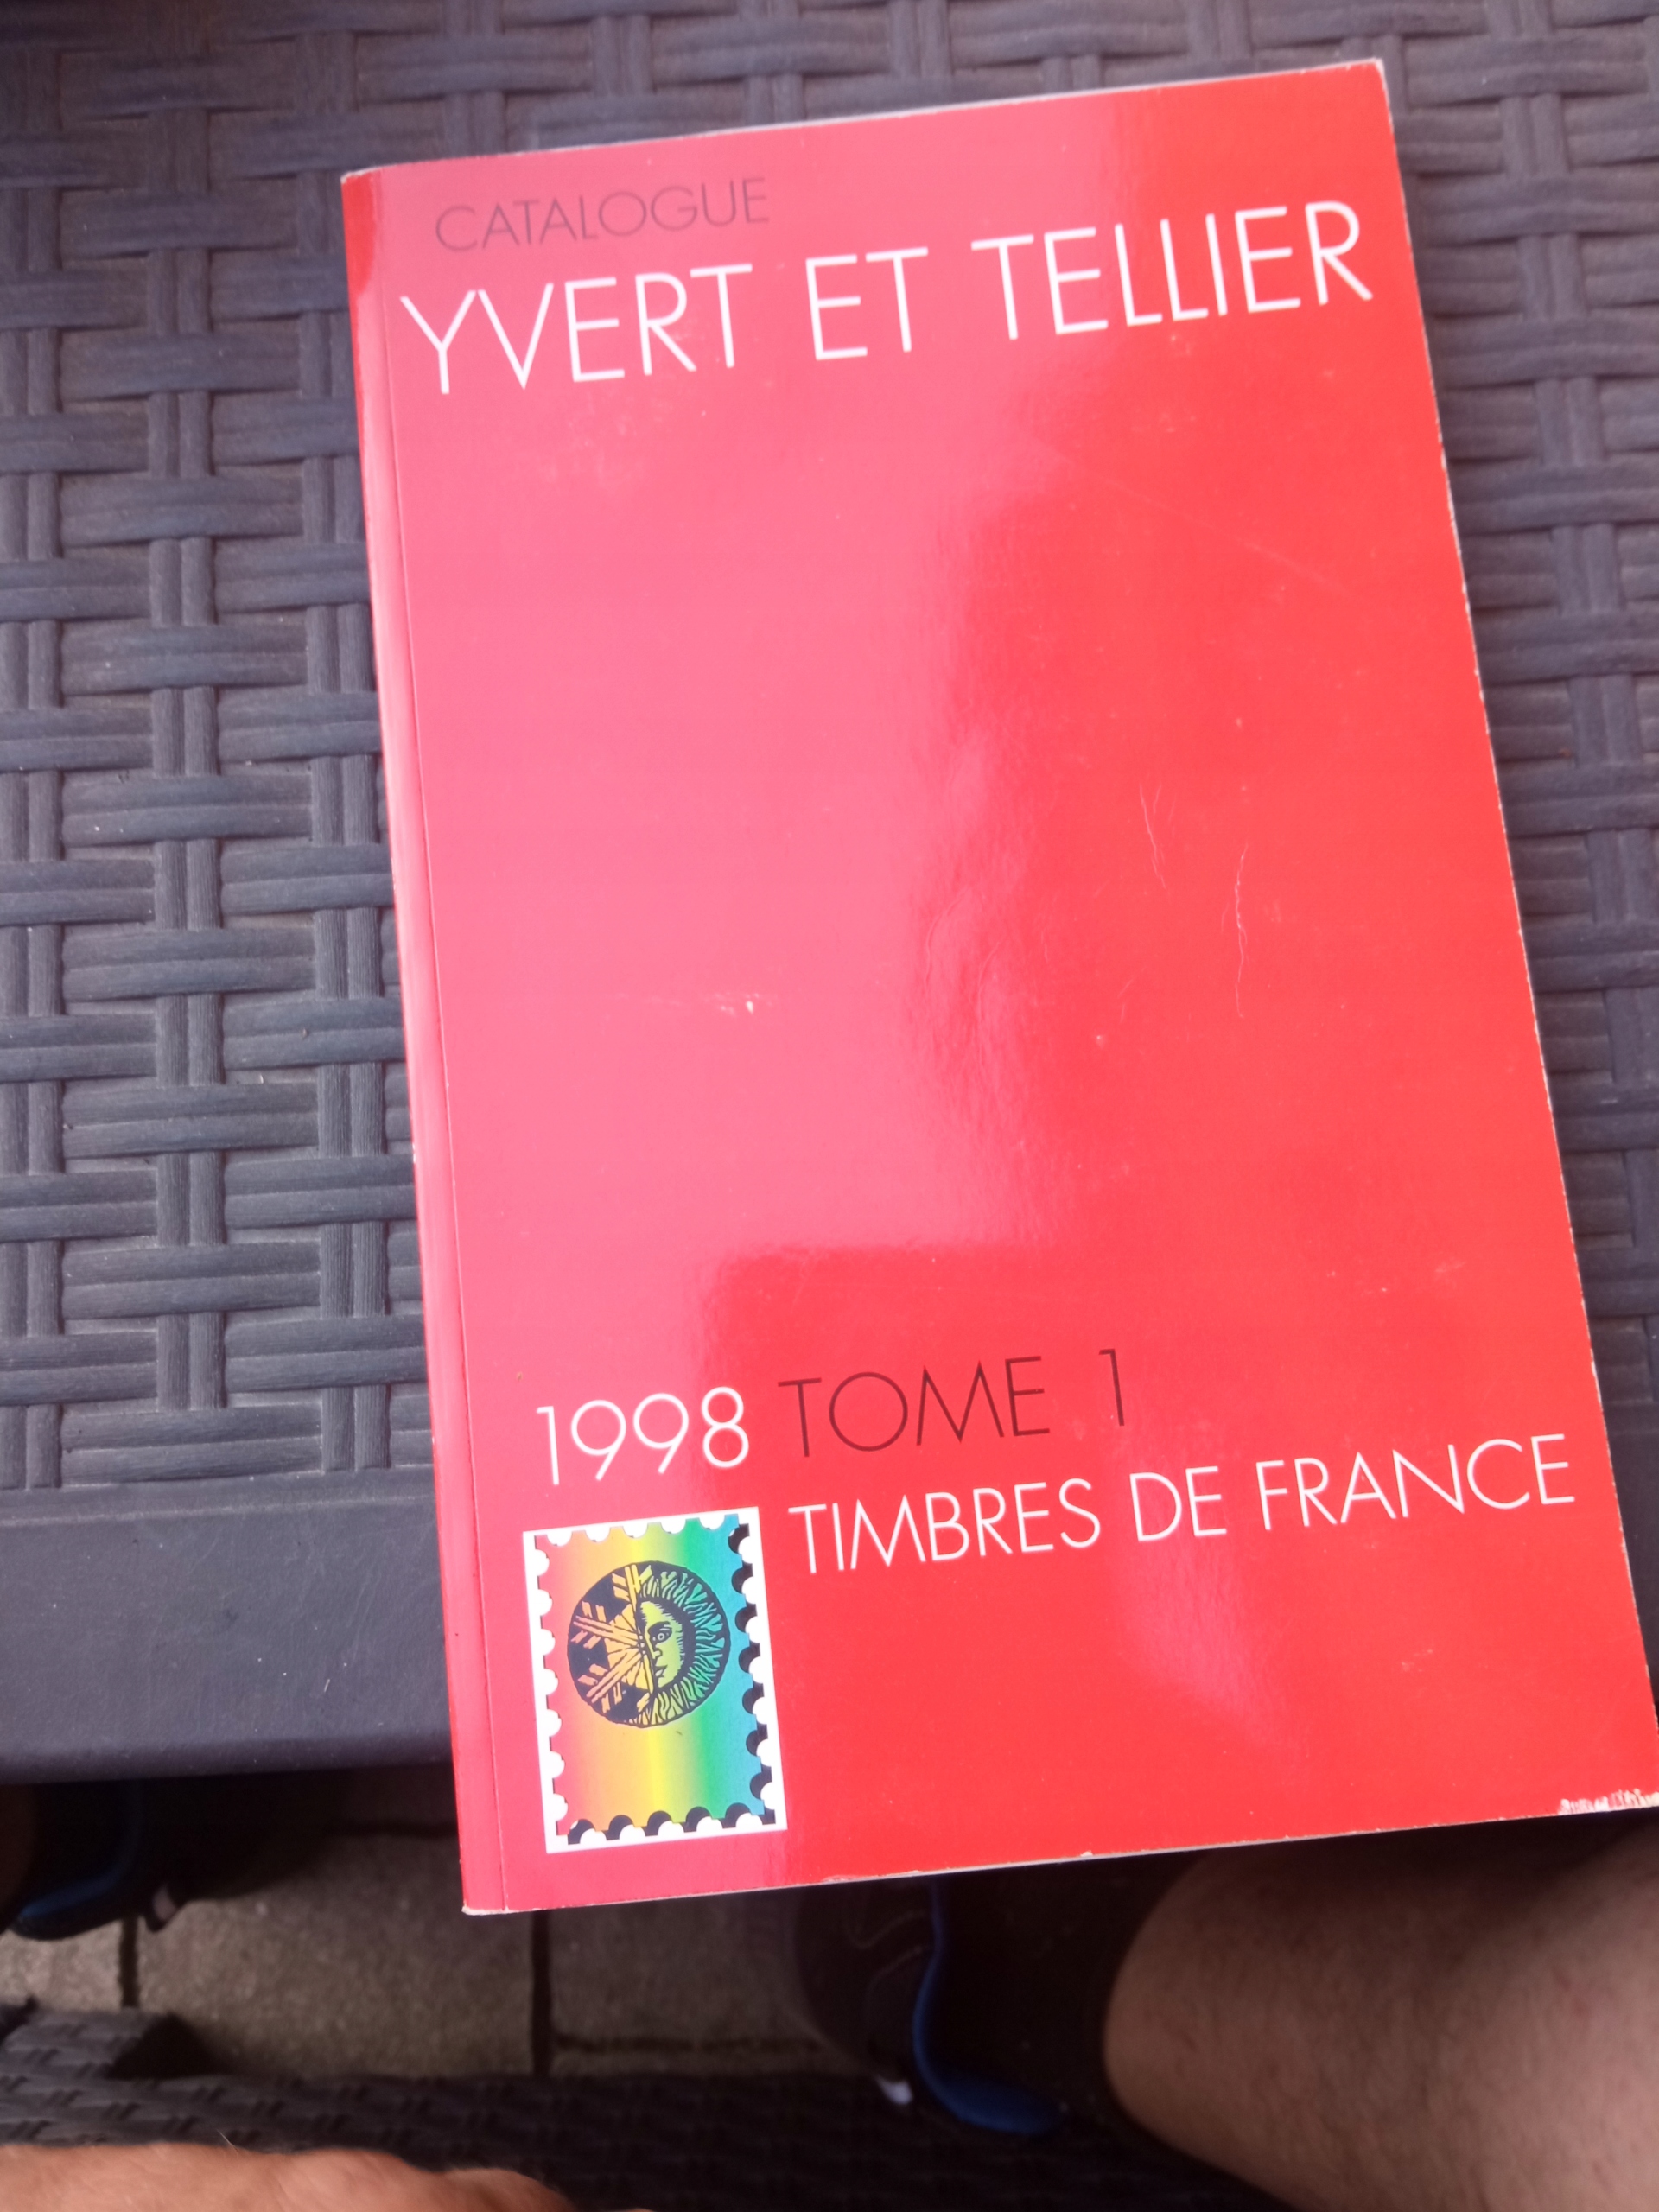 CATALOGUE
YVERT ET TELLIER
1998 TOME 1
TIMBRES DE FRANCE